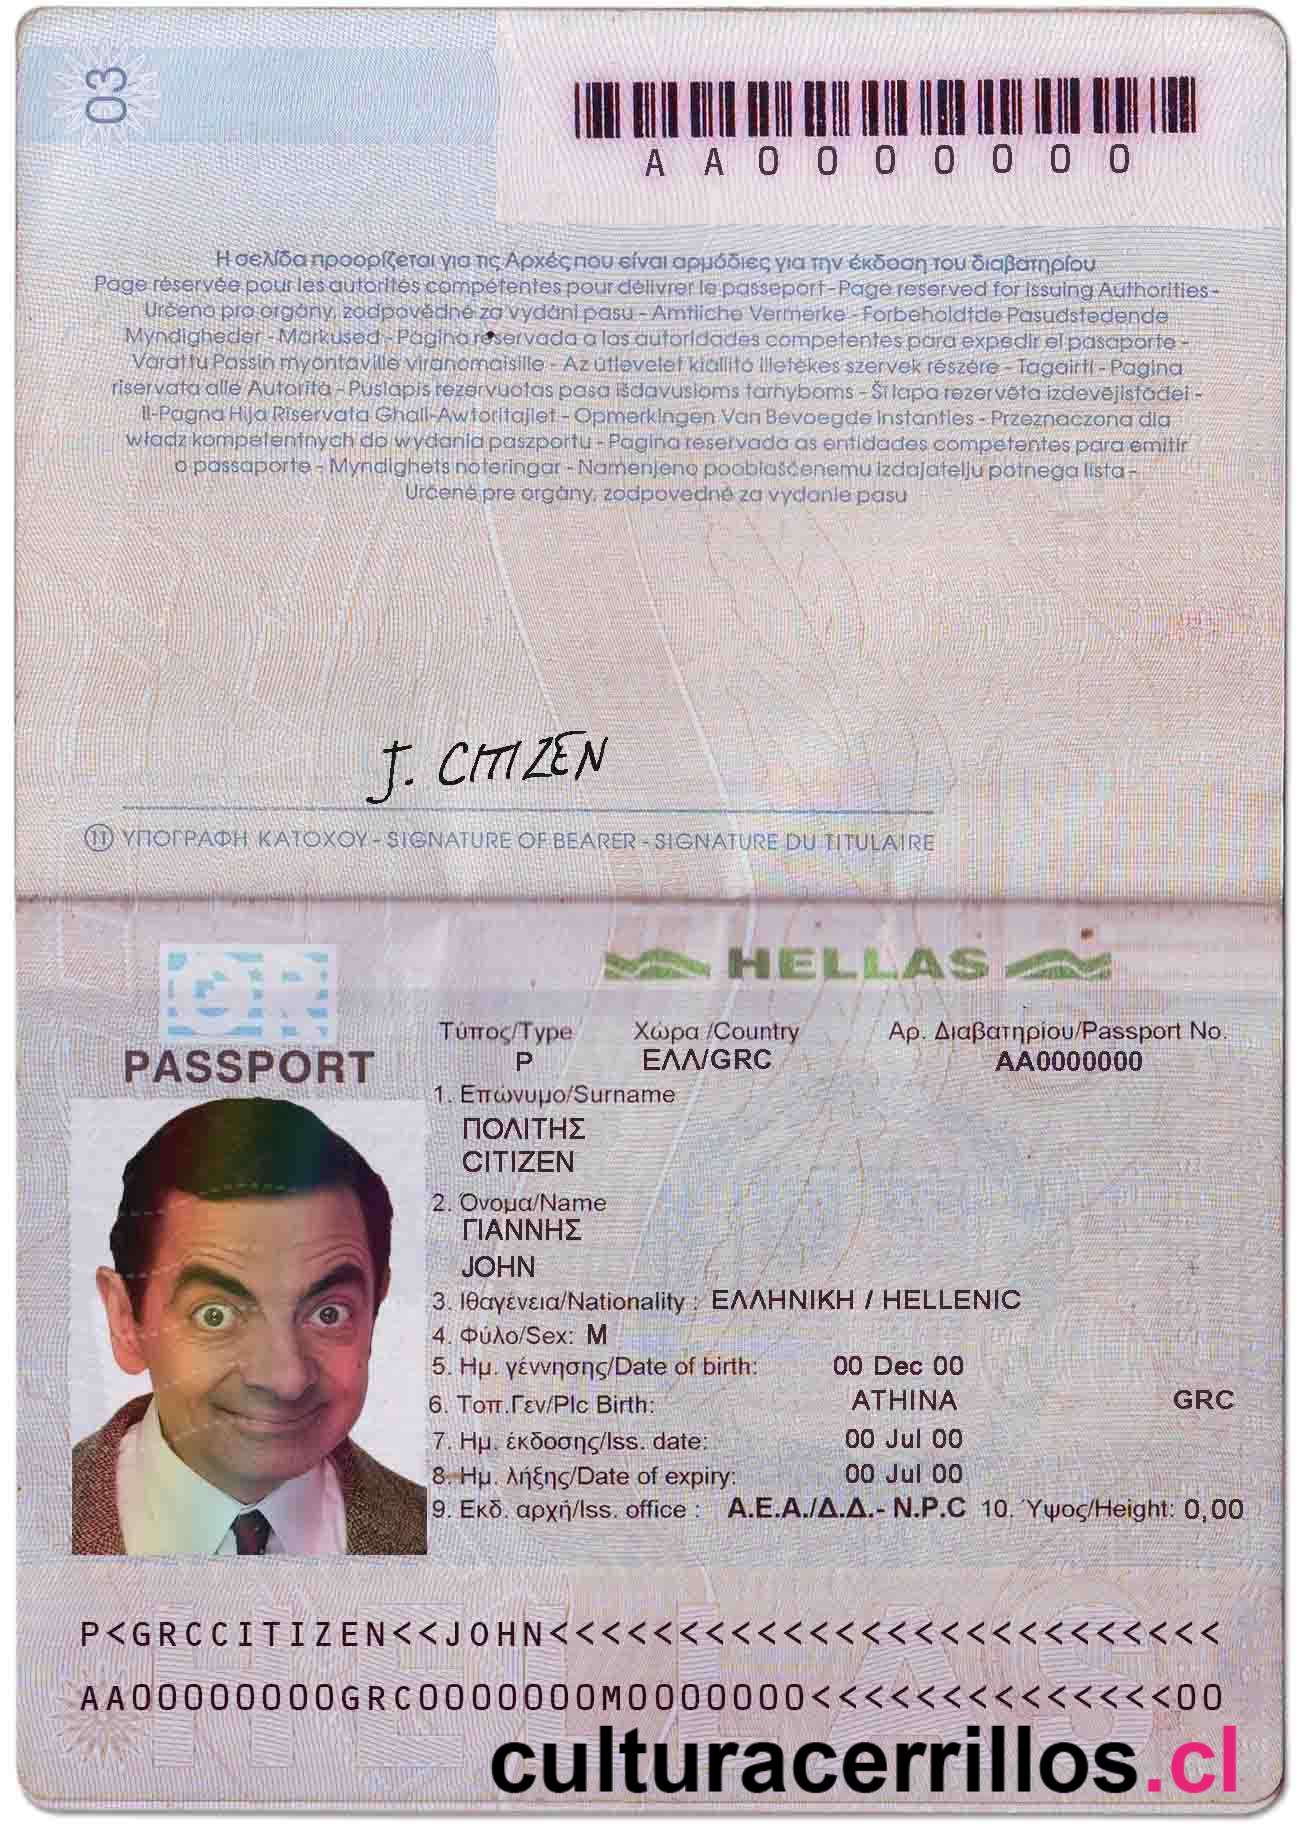 03
AA0000000
Η σελίδα προορίζεται για τις Αρχές που είναι αρμόδιες για την έκδοση του διαβατηρίου
Page réservée pour les autorités compétentes pour délivrer le passeport - Page reserved for issuing Authorities -
Určeno pro orgány, zodpovědné za vydání pasu - Amtliche Vermerke - Forbeholdtde Pasudstedende
Myndigheder - Märkused - Página reservada a las autoridades competentes para expedir el pasaporte -
Varattu Passin myöntäville viranomaisille - Az útlevelet kiállító illetékes szervek részére - Tagairtí - Pagina
riservata alle Autorità - Puslapis rezervuotas pasą išdavusioms tarnyboms - Šī lapa rezervēta izdevējiestādei -
Il-Pagna Hija Riservata Ghall-Awtoritajiet - Opmerkingen Van Bevoegde Instanties - Przeznaczona dla
władz kompetentnych do wydania paszportu - Página reservada às entidades competentes para emitir
o passaporte - Myndighets noteringar - Namenjeno pooblaščenemu izdajatelju potnega lista -
Určené pre orgány, zodpovedné za vydanie pasu
J. CITIZEN
11 ΥΠΟΓΡΑΦΗ ΚΑΤΟΧΟΥ - SIGNATURE OF BEARER - SIGNATURE DU TITULAIRE
GR
HELLAS
PASSPORT
Τύπος/Type Χώρα /Country Αρ. Διαβατηρίου/Passport No.
P ΕΛΛ/GRC AA0000000
1. Επώνυμο/Surname
ΠΟΛΙΤΗΣ
CITIZEN
2. Όνομα/Name
ΓΙΑΝΝΗΣ
JOHN
3. Ιθαγένεια/Nationality : ΕΛΛΗΝΙΚΗ / HELLENIC
4. Φύλο/Sex: M
5. Ημ. γέννησης/Date of birth: 00 Dec 00
6. Τοπ.Γεν/Plc Birth: ATHINA GRC
7. Ημ. έκδοσης/Iss. date: 00 Jul 00
8. Ημ. λήξης/Date of expiry: 00 Jul 00
9. Εκδ. αρχή/Iss. office : Α.Ε.Α./Δ.Δ.- N.P.C 10. Ύψος/Height: 0,00
HELLAS
P<GRCCITIZEN<<JOHN<<<<<<<<<<<<<<<<<<<<<<<<<<
AA00000000GRC0000000M0000000<<<<<<<<<<<<<<00
culturacerrillos.cl